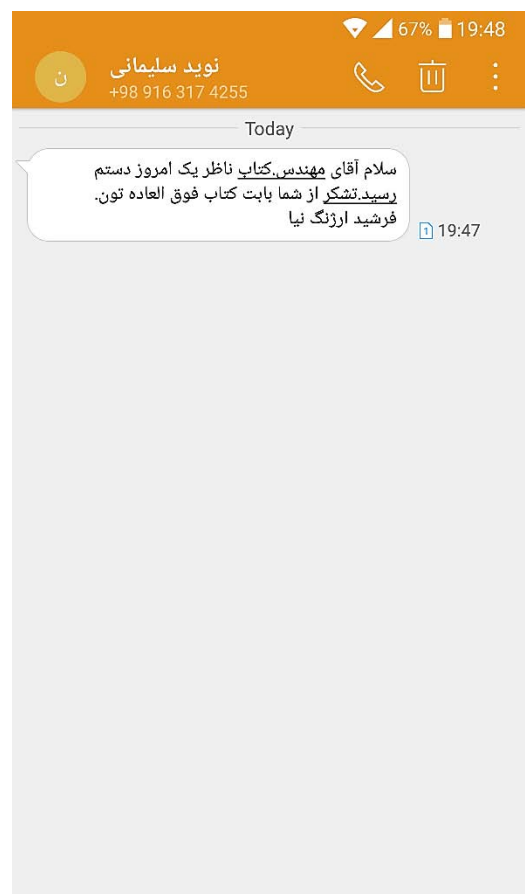 67% 19:48
ن
نوید سلیمانی
+98 916 317 4255
Today
سلام آقای مهندس.کتاب ناظر یک امروز دستم
رسید.تشکر از شما بابت کتاب فوق العاده تون.
فرشید ارژنگ نیا
1 19:47